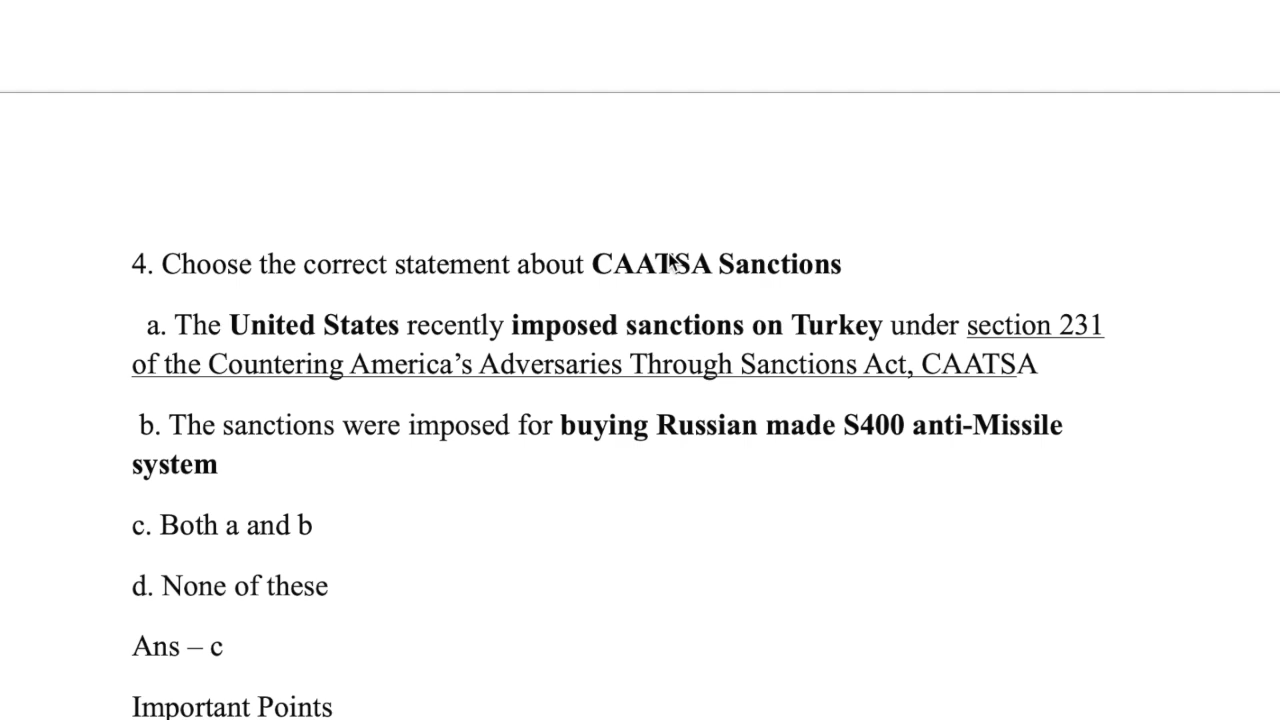 4. Choose the correct statement about CAATSA Sanctions
a. The United States recently imposed sanctions on Turkey under section 231
of the Countering America’s Adversaries Through Sanctions Act, CAATSA
b. The sanctions were imposed for buying Russian made S400 anti-Missile
system
c. Both a and b
d. None of these
Ans – c
Important Points